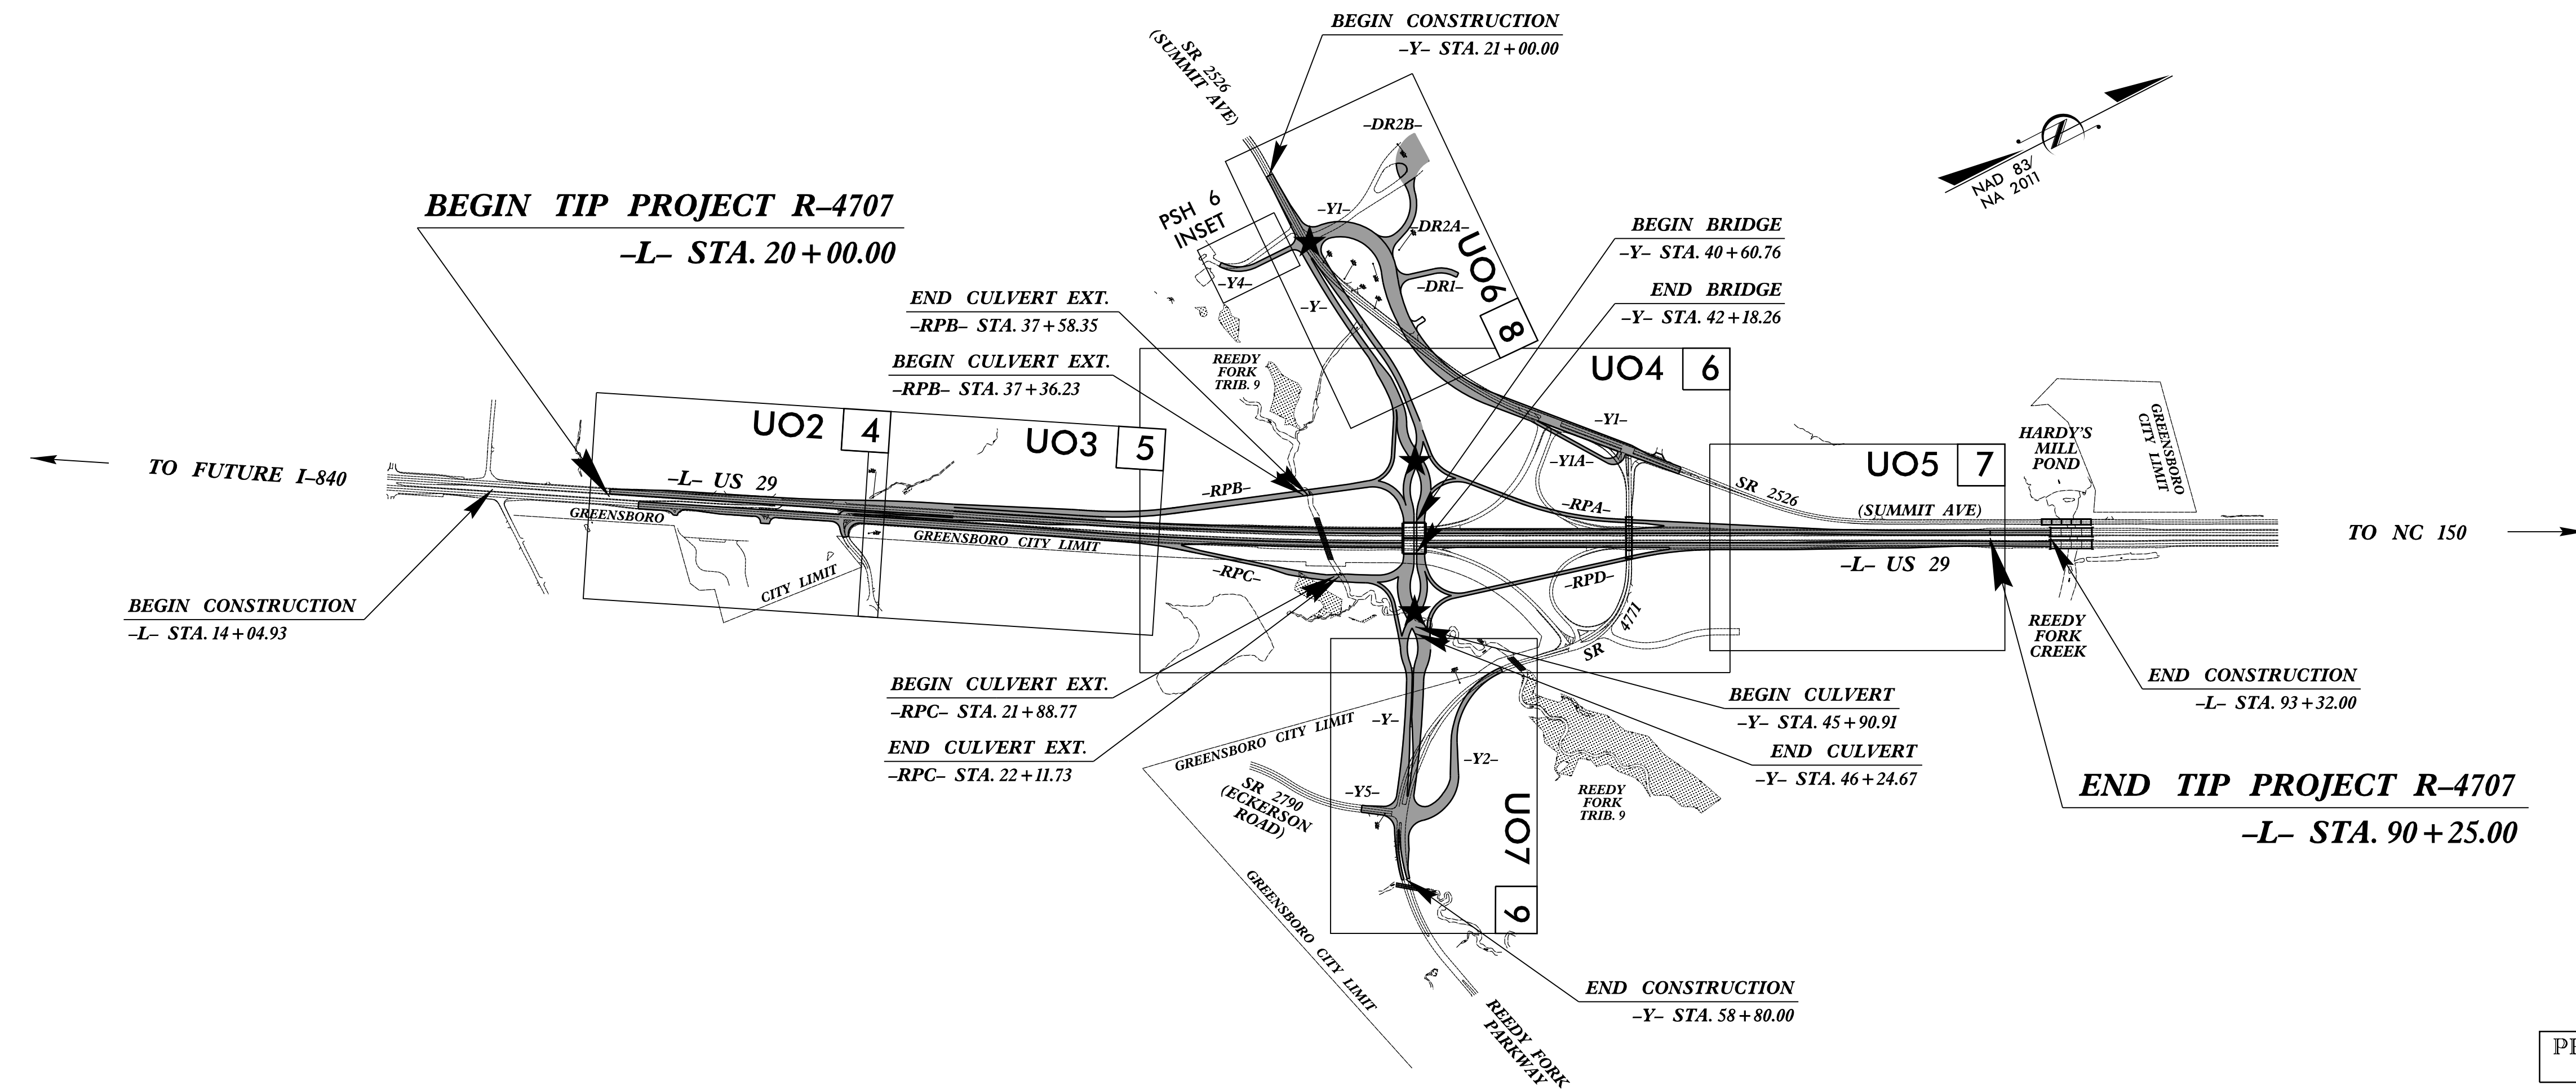 BEGIN CONSTRUCTION
–Y– STA. 21+00.00
SR 2526
(SUMMIT AVE)
–DR2B–
NAD 83/
NA 2011
BEGIN TIP PROJECT R–4707
–L– STA. 20+00.00
PSH 6
INSET
–Y1–
–DR2A–
UO6
8
–DR1–
–Y4–
–Y–
BEGIN BRIDGE
–Y– STA. 40+60.76
END BRIDGE
–Y– STA. 42+18.26
END CULVERT EXT.
–RPB– STA. 37+58.35
BEGIN CULVERT EXT.
–RPB– STA. 37+36.23
REEDY
FORK
TRIB. 9
UO4
6
UO2
4
UO3
5
–Y1–
–Y1A–
UO5
7
HARDY'S
MILL
POND
GREENSBORO
CITY LIMIT
TO FUTURE I–840
–L– US 29
–RPB–
–RPA–
SR 2526
(SUMMIT AVE)
GREENSBORO
GREENSBORO CITY LIMIT
TO NC 150
–L– US 29
CITY LIMIT
–RPC–
–RPD–
SR 4771
BEGIN CONSTRUCTION
–L– STA. 14+04.93
REEDY
FORK
CREEK
BEGIN CULVERT EXT.
–RPC– STA. 21+88.77
END CULVERT EXT.
–RPC– STA. 22+11.73
END CONSTRUCTION
–L– STA. 93+32.00
BEGIN CULVERT
–Y– STA. 45+90.91
END CULVERT
–Y– STA. 46+24.67
GREENSBORO CITY LIMIT
–Y–
–Y2–
–Y5–
SR 2790
(ECKERSON
ROAD)
REEDY
FORK
TRIB. 9
UO7
9
END TIP PROJECT R–4707
–L– STA. 90+25.00
GREENSBORO CITY LIMIT
END CONSTRUCTION
–Y– STA. 58+80.00
REEDY FORK
PARKWAY